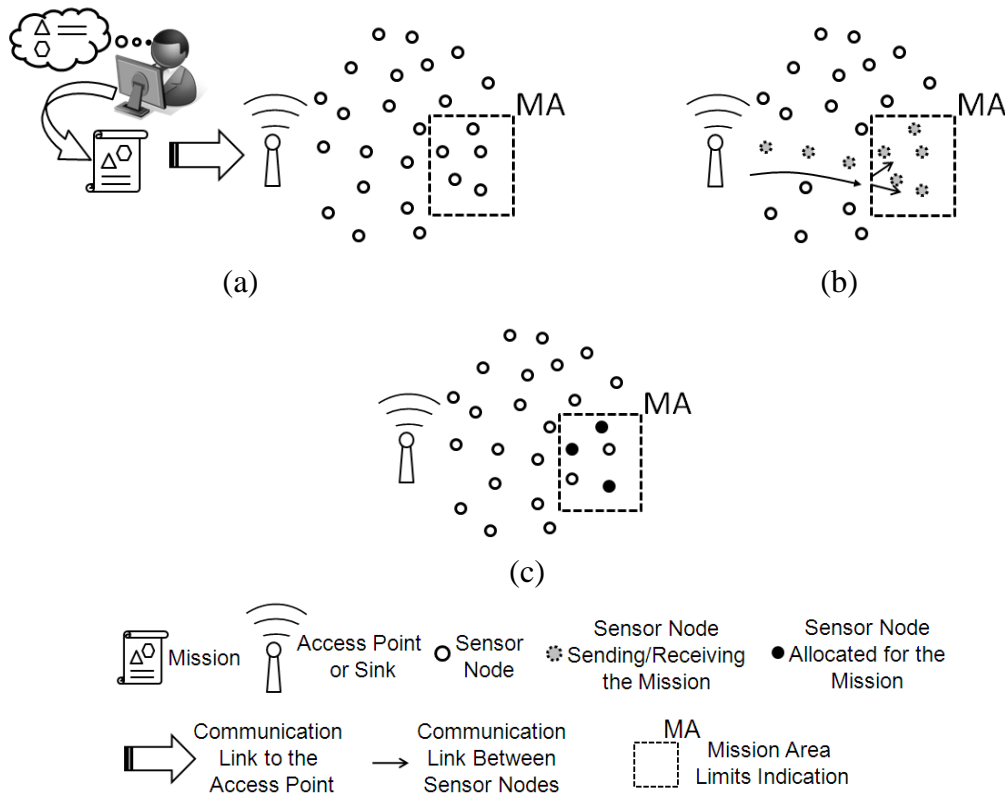 MA
MA
(a)
(b)
MA
(c)
Mission
Access Point
or Sink
Sensor
Node
Sensor Node
Sending/Receiving
the Mission
Sensor Node
Allocated for the
Mission
Communication
Link to the
Access Point
Communication
Link Between
Sensor Nodes
MA
Mission Area
Limits Indication